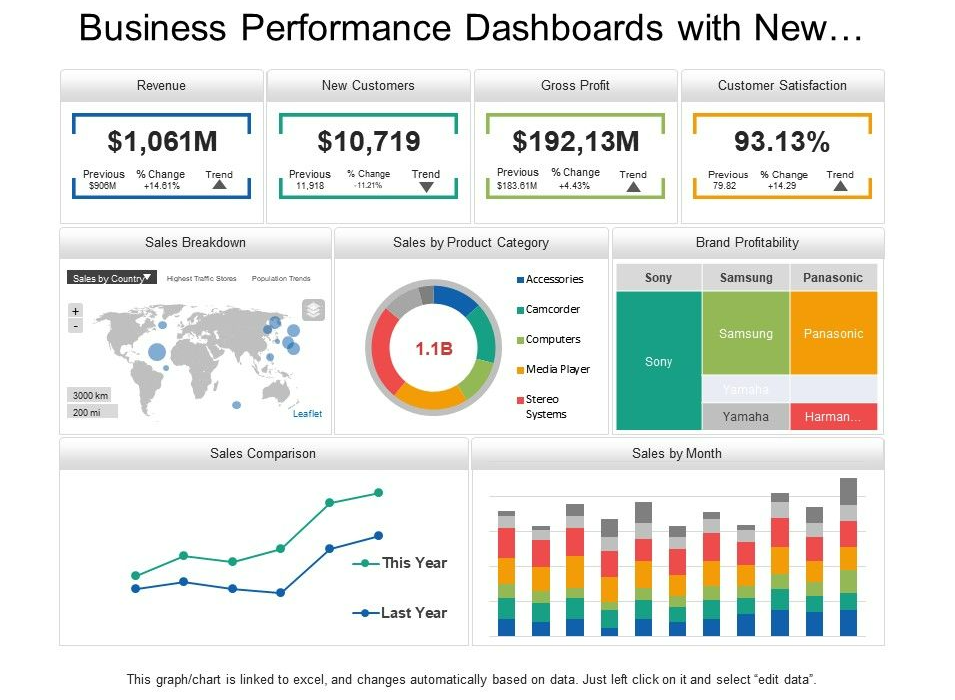 Business Performance Dashboards with New…
Revenue
$1,061M
Previous % Change Trend
$906M +14.61%
New Customers
$10,719
Previous % Change Trend
11,918 -11.21%
Gross Profit
$192,13M
Previous % Change Trend
$183.61M +4.43%
Customer Satisfaction
93.13%
Previous % Change Trend
79.82 +14.29
Sales Breakdown
Sales by Country Highest Traffic Stores Population Trends
+
-
3000 km
200 mi
Leaflet
Sales by Product Category
1.1B
Accessories
Camcorder
Computers
Media Player
Stereo
Systems
Brand Profitability
Sony Samsung Panasonic
Sony
Samsung
Panasonic
Yamaha
Yamaha
Harman...
Sales Comparison
This Year
Last Year
Sales by Month
This graph/chart is linked to excel, and changes automatically based on data. Just left click on it and select “edit data”.